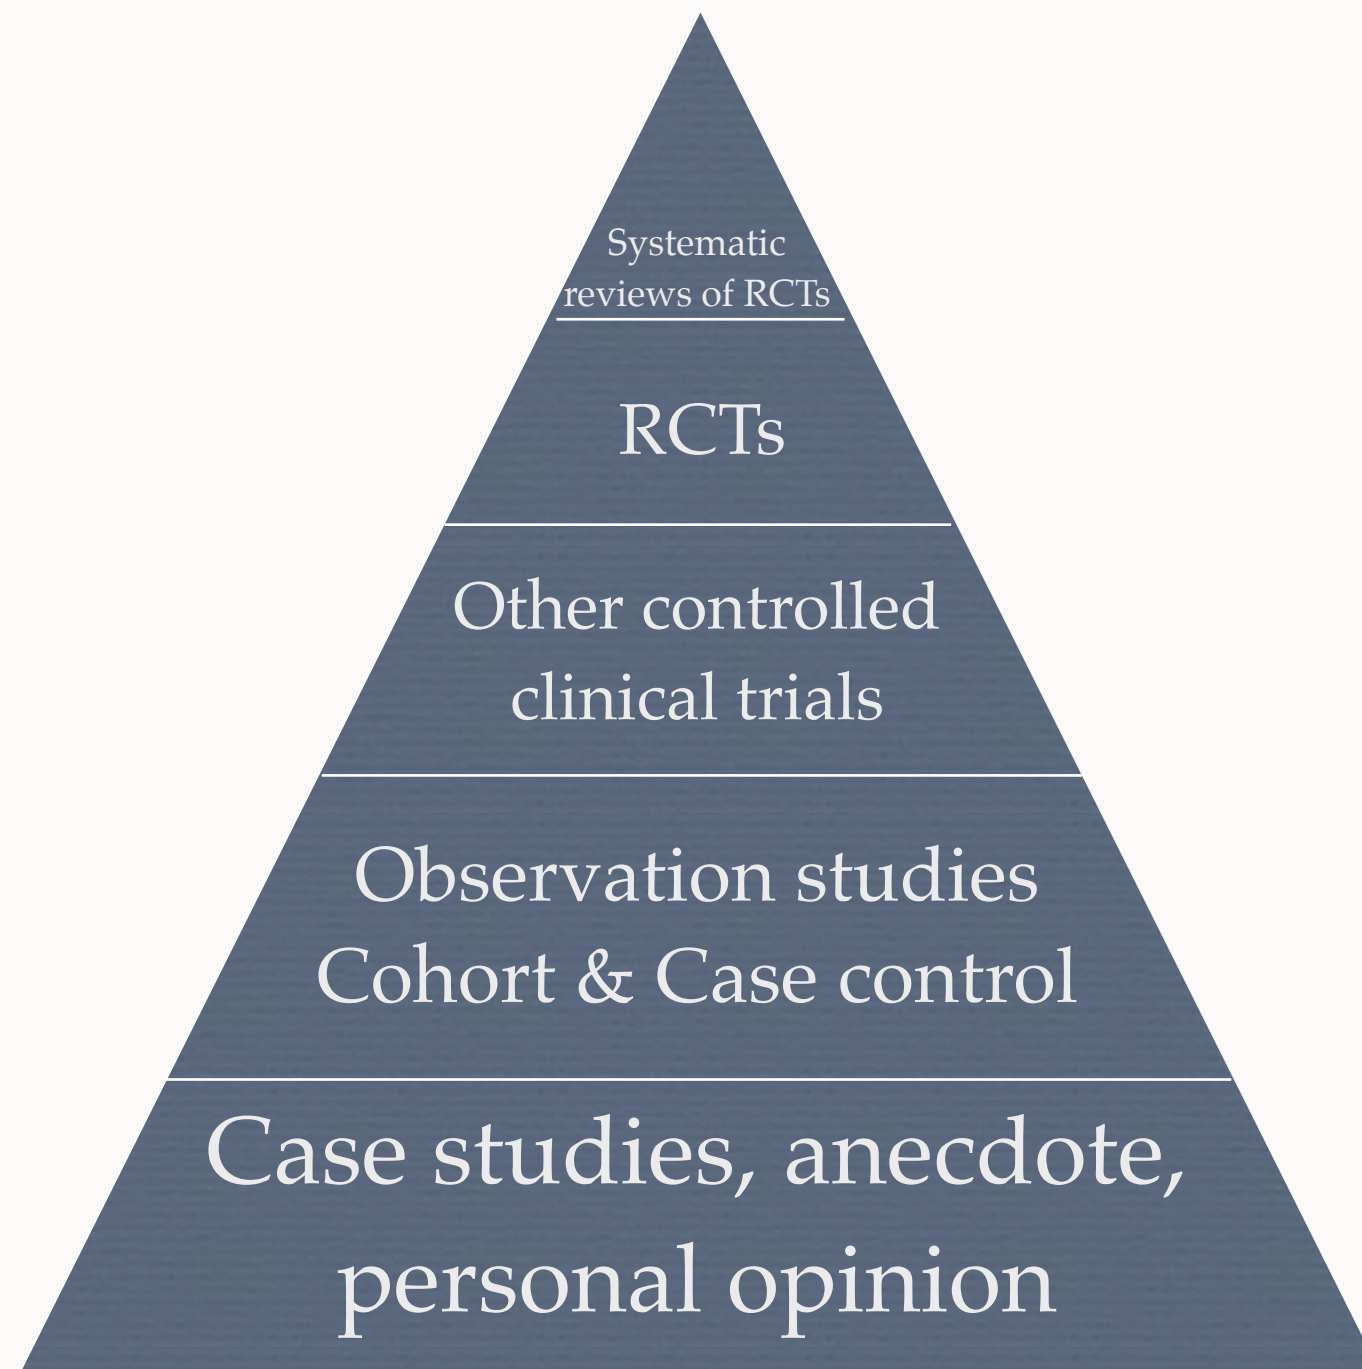 Systematic
reviews of RCTs
RCTs
Other controlled
clinical trials
Observation studies
Cohort & Case control
Case studies, anecdote,
personal opinion